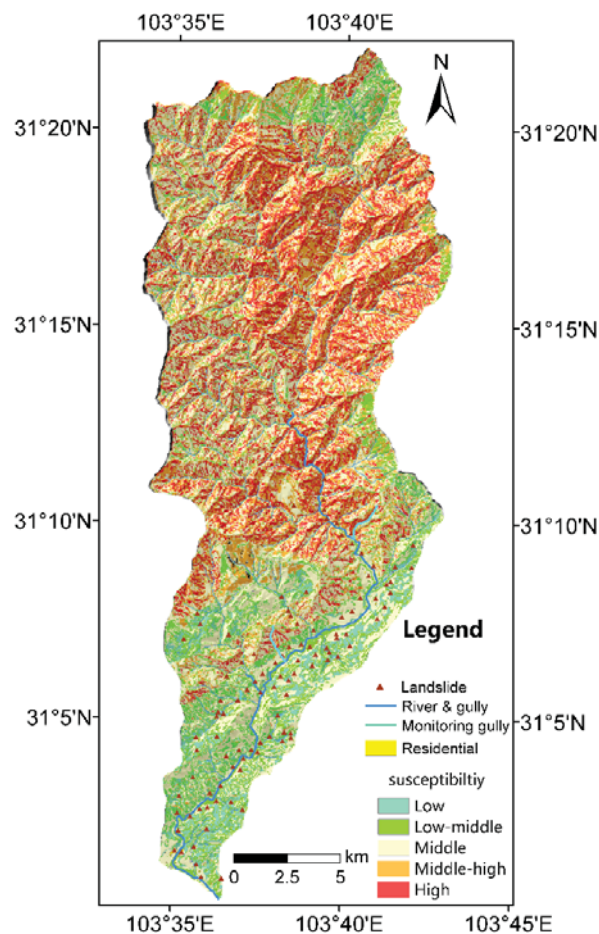 103°35'E 103°40'E
N
31°20'N 31°20'N
31°15'N 31°15'N
31°10'N 31°10'N
Legend
Landslide
River & gully
31°5'N 31°5'N
Monitoring gully
Residential
susceptibiltiy
Low
Low-middle
Middle
km
Middle-high
0 2.5 5
High
103°35'E 103°40'E 103°45'E